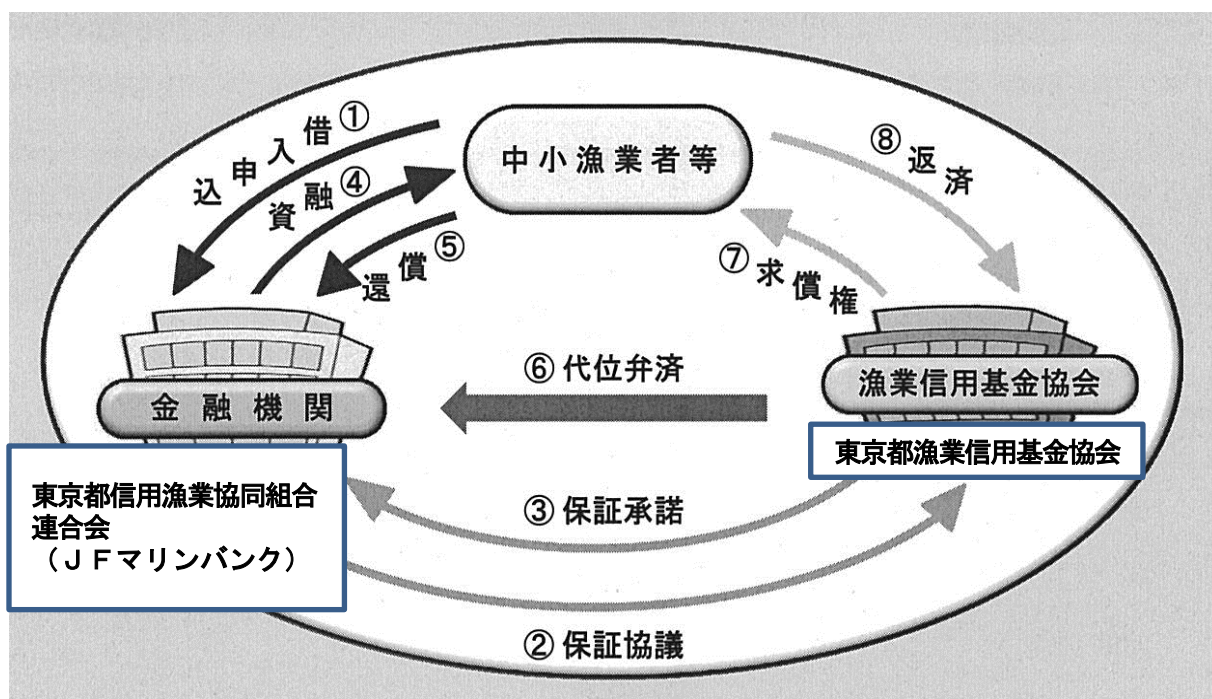 ①借入申込
④融資
⑤償還
中小漁業者等
⑧返済
⑦求償権
⑥代位弁済
金融機関
漁業信用基金協会
東京都漁業信用基金協会
東京都信用漁業協同組合
連合会
（ＪＦマリンバンク）
③保証承諾
②保証協議